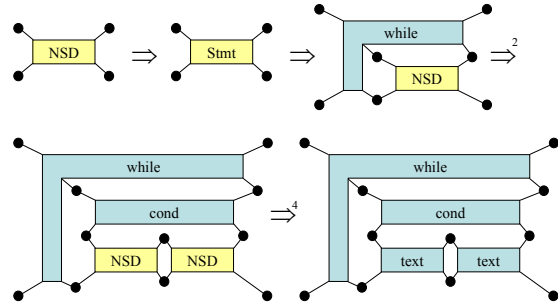 NSD ⇒ Stmt ⇒ while ⇒2
NSD
while while
cond ⇒4 cond
NSD NSD text text